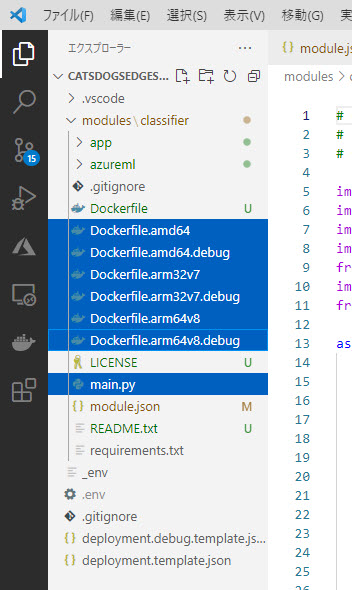 ファイル(F) 編集(E) 選択(S) 表示(V) 移動(G)
エクスプローラー
module.js
CATSDOGSEDGES...
modules
.vscode
modules\classifier
1 #
app
2 #
azureml
3 #
.gitignore
Dockerfile U
5 im
Dockerfile.amd64
6 im
Dockerfile.amd64.debug
7 im
8 im
Dockerfile.arm32v7
9 fr
Dockerfile.arm32v7.debug
10 im
Dockerfile.arm64v8
11 fr
Dockerfile.arm64v8.debug
13 as
LICENSE U
14
main.py
15
module.json M
16
README.txt U
17
requirements.txt
18
19
_env
20
.env
21
.gitignore
22
deployment.debug.template.js...
23
deployment.template.json
24
25
26
15